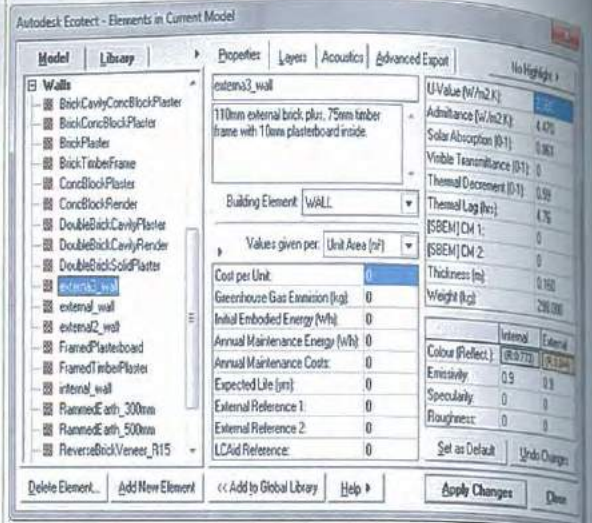 Autodesk Ecotect - Elements in Current Model
Model Library
Walls
BrickCavityConcBlockPlaster
BrickConcBlockPlaster
BrickPlaster
BrickTimberFrame
ConcBlockPlaster
ConcBlockRender
DoubleBrickCavityPlaster
DoubleBrickCavityRender
DoubleBrickSolidPlaster
externa3_wall
external_wall
external2_wall
FramedPlasterboard
FramedTimberPlaster
internal_wall
RammedEarth_300mm
RammedEarth_500mm
ReverseBrickVeneer_R15
Properties Layers Acoustics Advanced Export
No Highlight
externa3_wall
110mm external brick plus, 75mm timber
frame with 10mm plasterboard inside.
Building Element: WALL
Values given per: Unit Area (m²)
Cost per Unit: 0
Greenhouse Gas Emmision (kg): 0
Initial Embodied Energy (Wh): 0
Annual Maintenance Energy (Wh): 0
Annual Maintenance Costs: 0
Expected Life (yrs): 0
External Reference 1: 0
External Reference 2: 0
LCAid Reference: 0
U-Value (W/m2.K):
Admittance (W/m2.K): 4.470
Solar Absorption (0-1):
Visible Transmittance (0-1): 0
Thermal Decrement (0-1): 0.59
Thermal Lag (hrs): 4.76
[SBEM] CM 1: 0
[SBEM] CM 2: 0
Thickness (m): 0.160
Weight (kg):
Internal External
Colour (Reflect.): (R:0.773)
Emissivity: 0.9 0.9
Specularity: 0 0
Roughness: 0 0
Set as Default Undo Changes
Delete Element... Add New Element << Add to Global Library Help Apply Changes Close